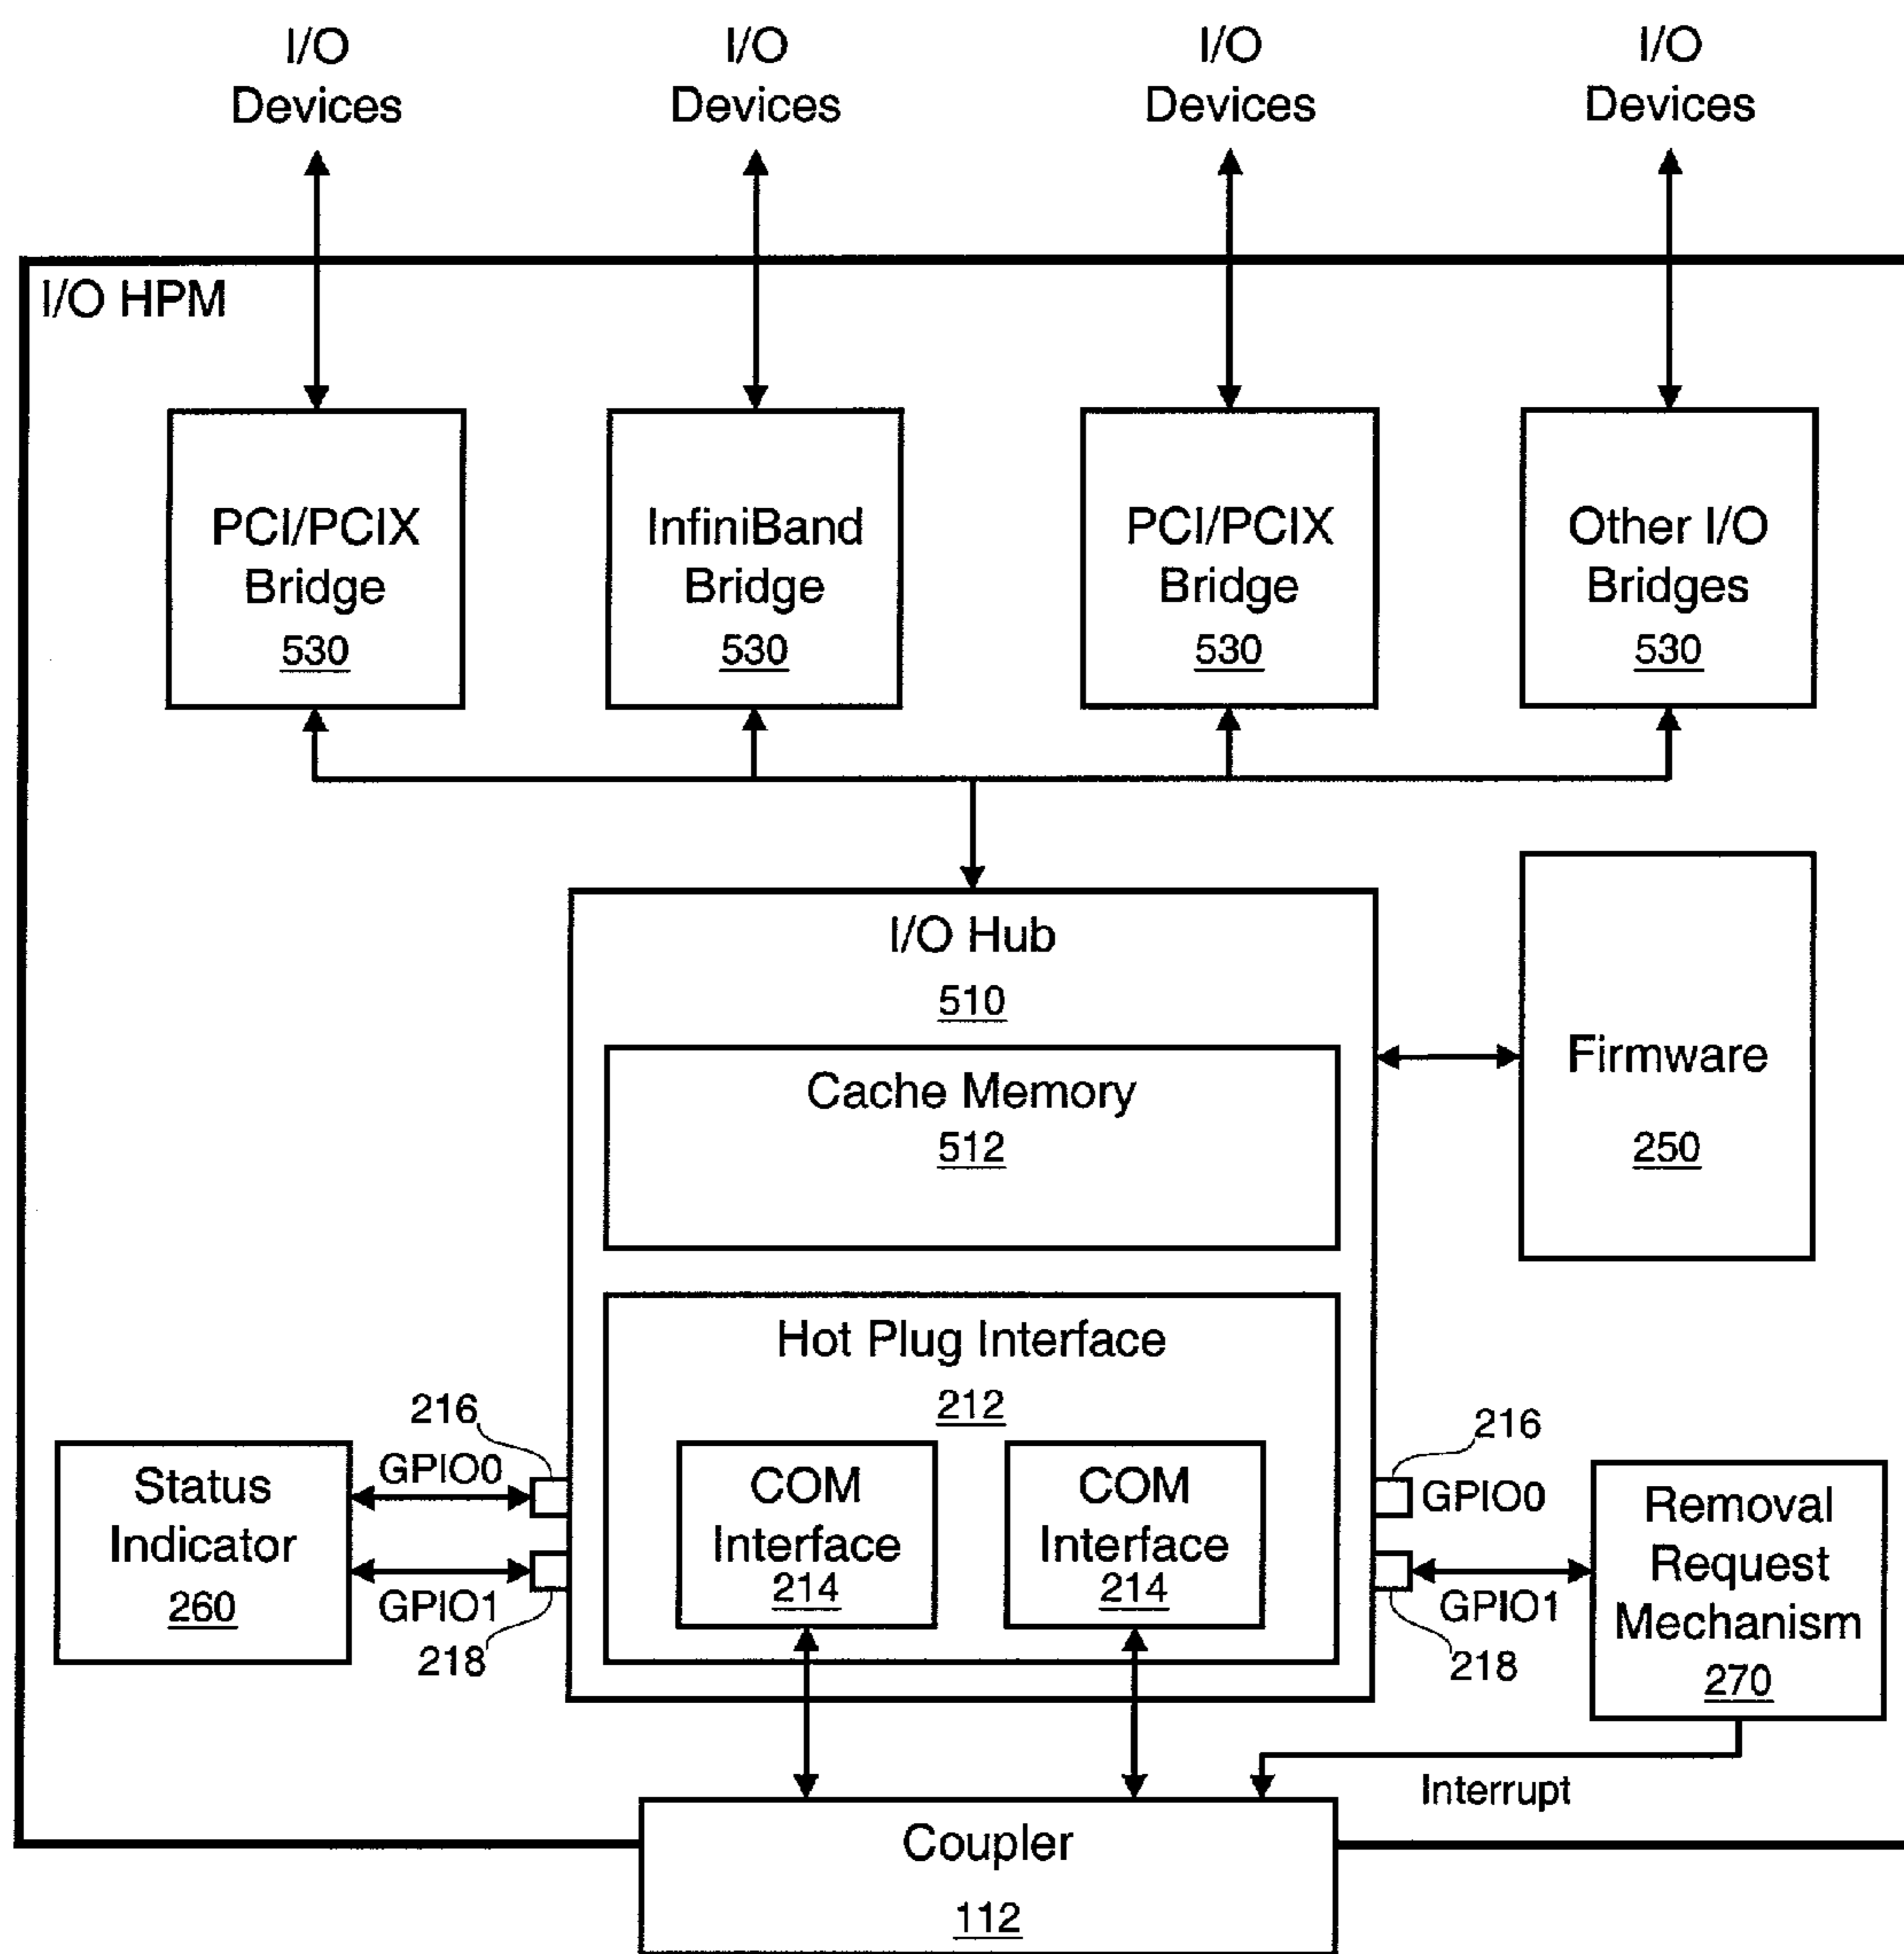 I/O
Devices
I/O
Devices
I/O
Devices
I/O
Devices
I/O HPM
PCI/PCIX
Bridge
530
InfiniBand
Bridge
530
PCI/PCIX
Bridge
530
Other I/O
Bridges
530
I/O Hub
510
Cache Memory
512
Firmware
250
Hot Plug Interface
212
COM
Interface
214
COM
Interface
214
216
GPIO0
GPIO1
218
Status
Indicator
260
216
GPIO0
GPIO1
218
Removal
Request
Mechanism
270
Interrupt
Coupler
112